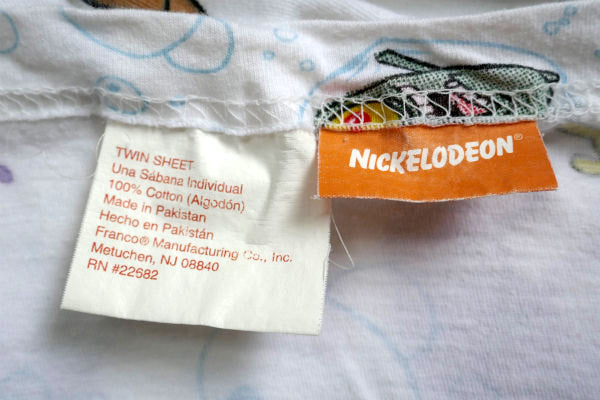 TWIN SHEET
Una Sábana Individual
100% Cotton (Algodón)
Made in Pakistan
Hecho en Pakistán
Franco® Manufacturing Co., Inc.
Metuchen, NJ 08840
RN #22682
NICKELODEON®